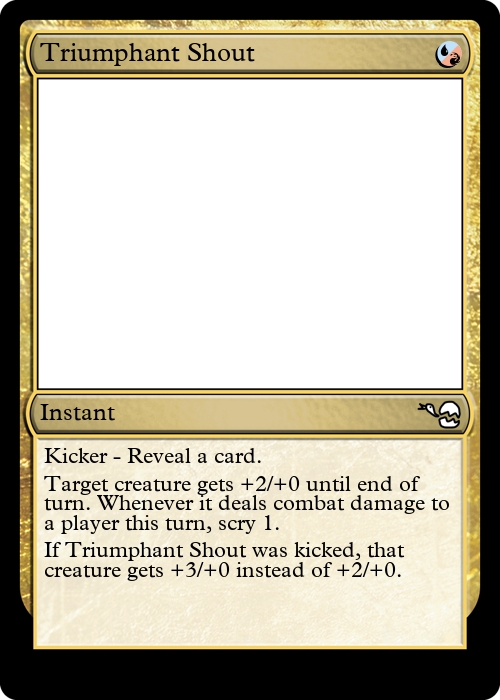 Triumphant Shout
Instant
Kicker - Reveal a card.
Target creature gets +2/+0 until end of
turn. Whenever it deals combat damage to
a player this turn, scry 1.
If Triumphant Shout was kicked, that
creature gets +3/+0 instead of +2/+0.